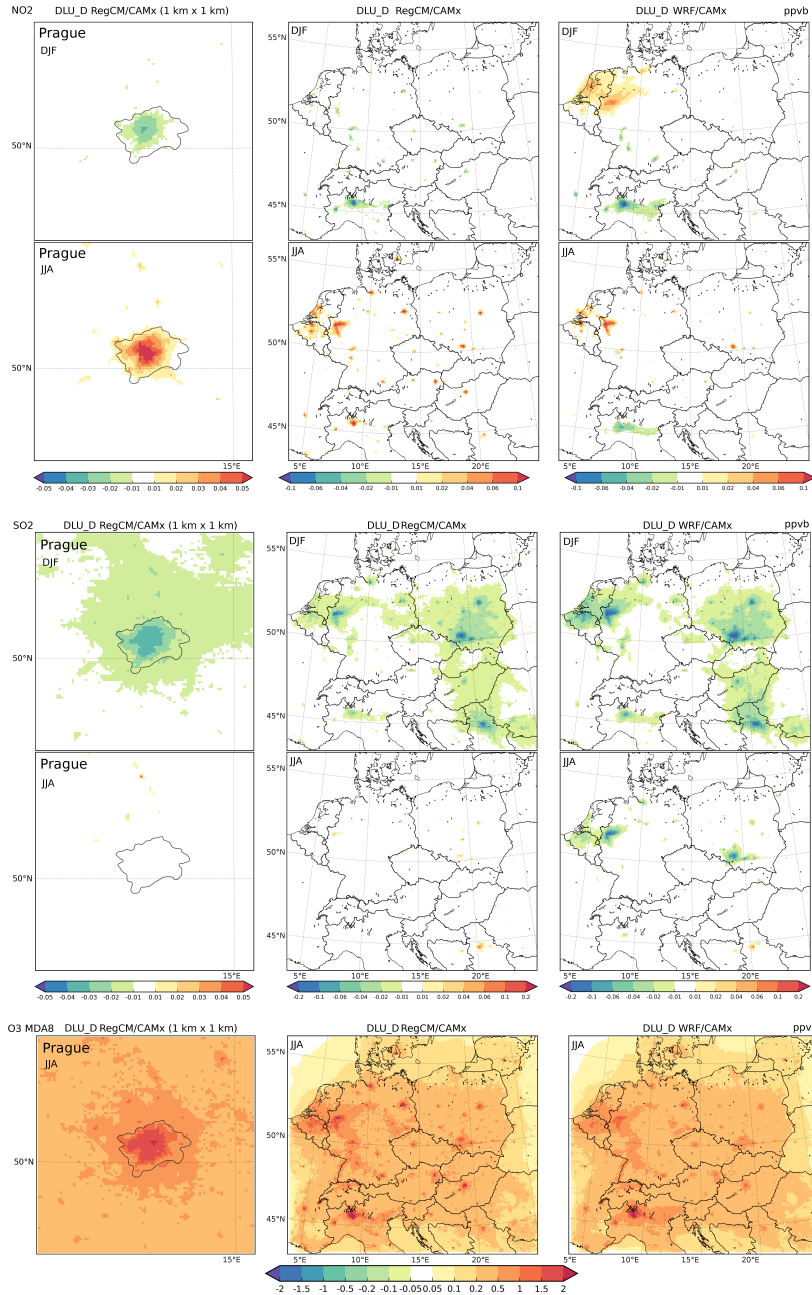 NO2 DLU_D RegCM/CAMx (1 km x 1 km) DLU_D RegCM/CAMx DLU_D WRF/CAMx ppvb
Prague
DJF
50°N
55°N
50°N
45°N
DJF
DJF
Prague
JJA
50°N
15°E
55°N
50°N
45°N
JJA
5°E 10°E 15°E 20°E
JJA
5°E 10°E 15°E 20°E
-0.05 -0.04 -0.03 -0.02 -0.01 0.01 0.02 0.03 0.04 0.05
-0.1 -0.06 -0.04 -0.02 -0.01 0.01 0.02 0.04 0.06 0.1
-0.1 -0.06 -0.04 -0.02 -0.01 0.01 0.02 0.04 0.06 0.1
SO2 DLU_D RegCM/CAMx (1 km x 1 km) DLU_D RegCM/CAMx DLU_D WRF/CAMx ppvb
Prague
DJF
50°N
55°N
50°N
45°N
DJF
DJF
Prague
JJA
50°N
15°E
55°N
50°N
45°N
JJA
5°E 10°E 15°E 20°E
JJA
5°E 10°E 15°E 20°E
-0.05 -0.04 -0.03 -0.02 -0.01 0.01 0.02 0.03 0.04 0.05
-0.2 -0.1 -0.06 -0.04 -0.02 -0.01 0.01 0.02 0.04 0.06 0.1 0.2
-0.2 -0.1 -0.06 -0.04 -0.02 -0.01 0.01 0.02 0.04 0.06 0.1 0.2
O3 MDA8 DLU_D RegCM/CAMx (1 km x 1 km) DLU_D RegCM/CAMx DLU_D WRF/CAMx ppv
Prague
JJA
50°N
15°E
55°N
50°N
45°N
JJA
5°E 10°E 15°E 20°E
JJA
5°E 10°E 15°E 20°E
-2 -1.5 -1 -0.5 -0.2 -0.1 -0.05 0.05 0.1 0.2 0.5 1 1.5 2